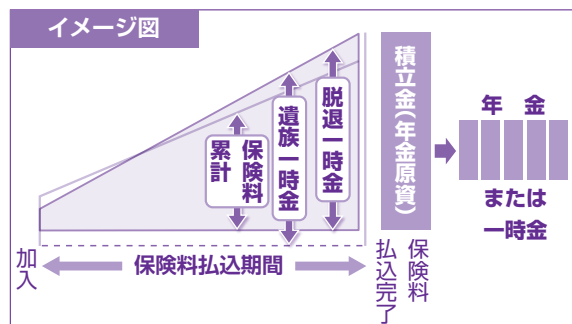 イメージ図
保険料
累計
遺族一時金
脱退一時金
積立金(年金原資)
年 金
または
一時金
加入
保険料払込期間
保険料
払込完了